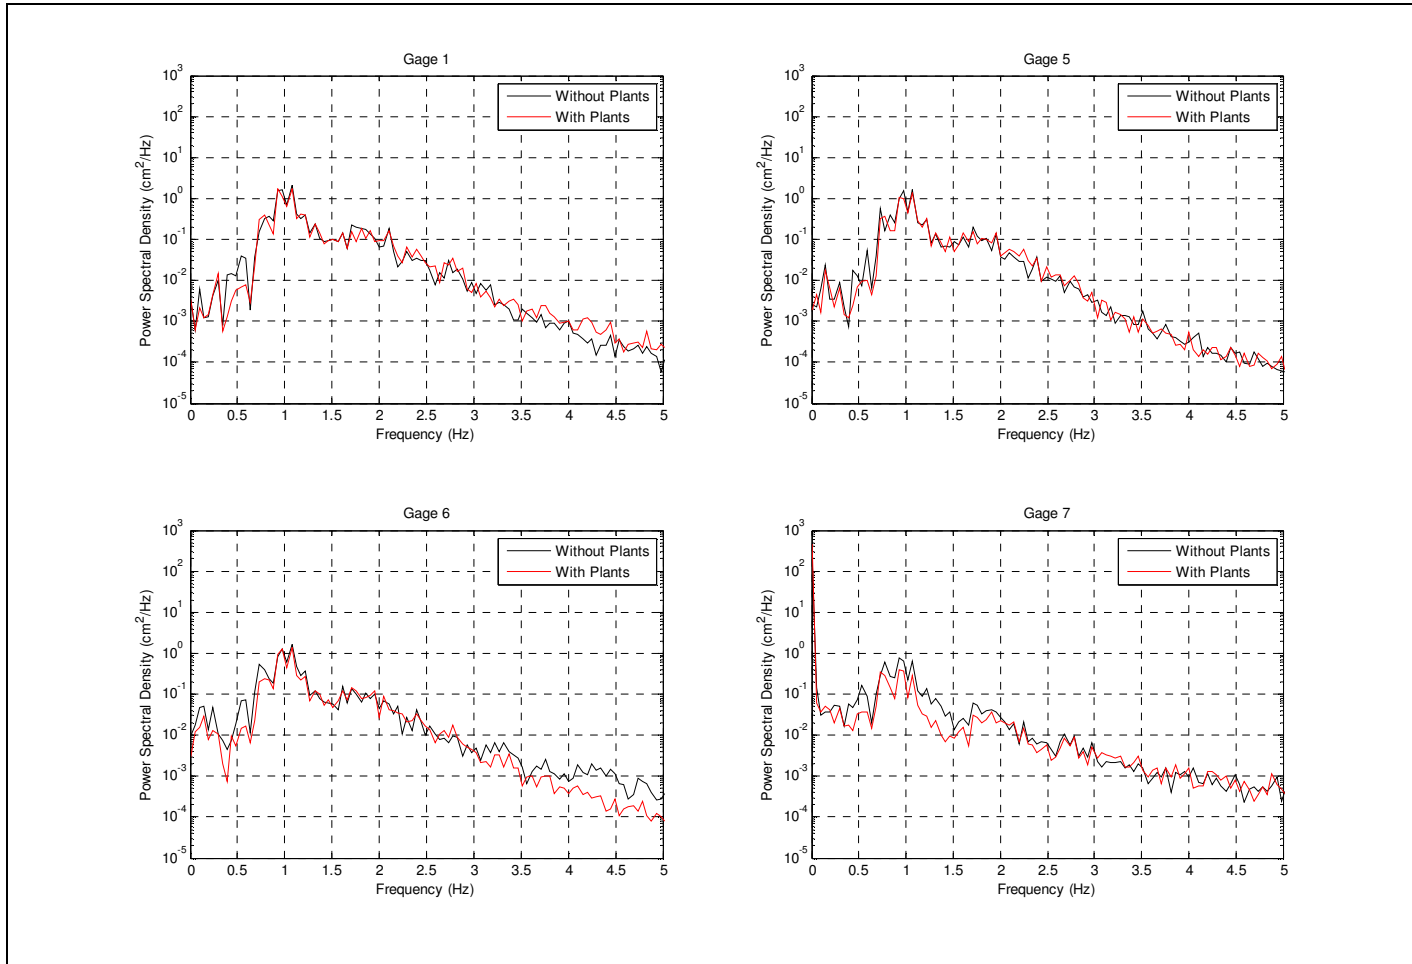 Gage 1
10^3
10^2
10^1
10^0
10^-1
10^-2
10^-3
10^-4
10^-5
Power Spectral Density (cm^2/Hz)
Without Plants
With Plants
0 0.5 1 1.5 2 2.5 3 3.5 4 4.5 5
Frequency (Hz)
Gage 5
10^3
10^2
10^1
10^0
10^-1
10^-2
10^-3
10^-4
10^-5
Power Spectral Density (cm^2/Hz)
Without Plants
With Plants
0 0.5 1 1.5 2 2.5 3 3.5 4 4.5 5
Frequency (Hz)
Gage 6
10^3
10^2
10^1
10^0
10^-1
10^-2
10^-3
10^-4
10^-5
Power Spectral Density (cm^2/Hz)
Without Plants
With Plants
0 0.5 1 1.5 2 2.5 3 3.5 4 4.5 5
Frequency (Hz)
Gage 7
10^3
10^2
10^1
10^0
10^-1
10^-2
10^-3
10^-4
10^-5
Power Spectral Density (cm^2/Hz)
Without Plants
With Plants
0 0.5 1 1.5 2 2.5 3 3.5 4 4.5 5
Frequency (Hz)